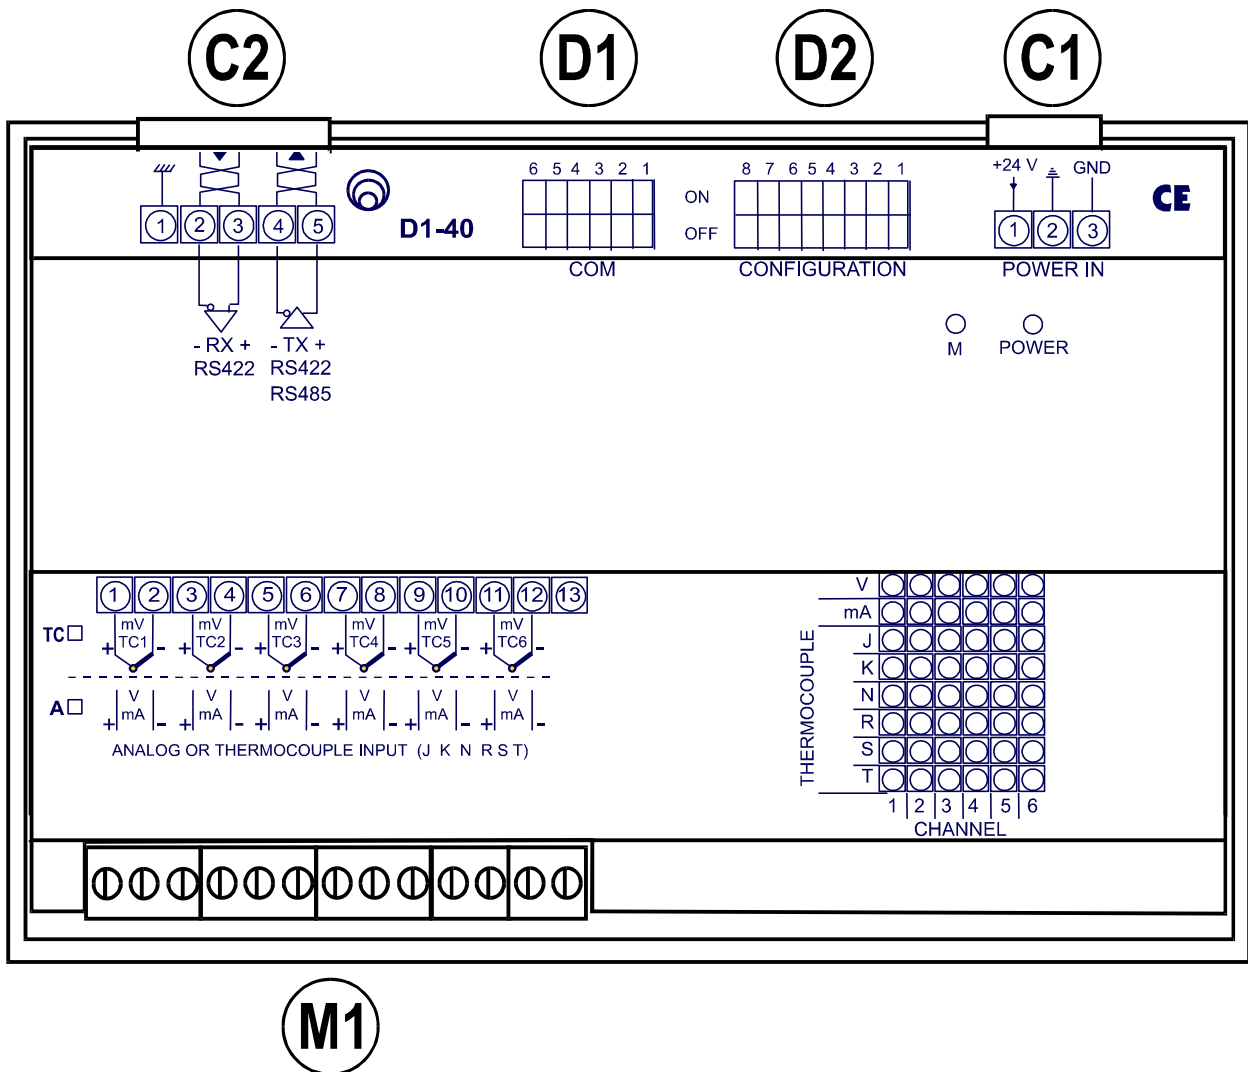 C2 D1 D2 C1
6 5 4 3 2 1
8 7 6 5 4 3 2 1
+24 V GND
CE
ON
1 2 3 4 5
D1-40
OFF
1 2 3
COM
CONFIGURATION
POWER IN
- RX +
RS422
- TX +
RS422
RS485
M
POWER
1 2 3 4 5 6 7 8 9 10 11 12 13
TC
mV mV mV mV mV mV
+ TC1 - + TC2 - + TC3 - + TC4 - + TC5 - + TC6 -
A
V V V V V V
+ mA - + mA - + mA - + mA - + mA - + mA -
ANALOG OR THERMOCOUPLE INPUT (J K N R S T)
V
mA
THERMOCOUPLE
J
K
N
R
S
T
1 2 3 4 5 6
CHANNEL
M1